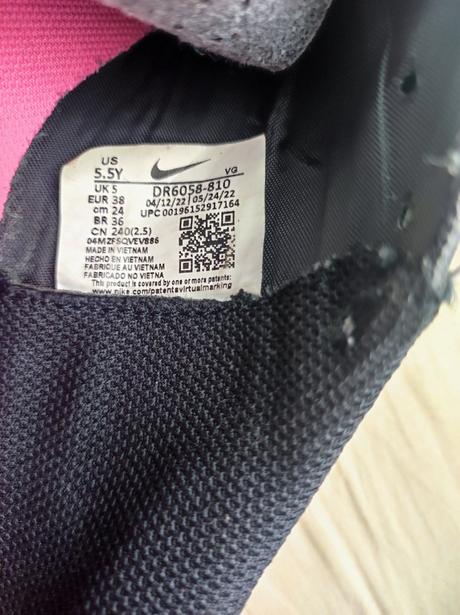 US
5.5Y
VG
UK 5
DR6058-810
EUR 38
04/12/22 | 05/24/22
cm 24
UPC 00196152917164
BR 36
CN 240(2.5)
04MZFSQVEV886
MADE IN VIETNAM
HECHO EN VIETNAM
FABRIQUE AU VIETNAM
FABRICADO NO VIETNA
This product is covered by one or more patents:
www.nike.com/patentsvirtualmarking